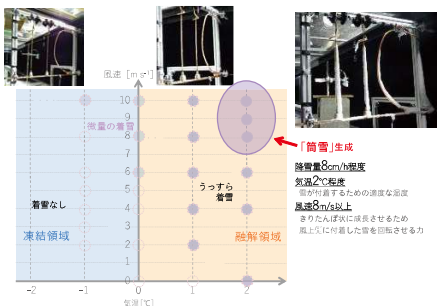 風速 [m s⁻¹]
10
9
8
7
6
5
4
3
2
1
0
微量の着雪
うっすら
着雪
着雪なし
凍結領域
融解領域
-2
-1
0
1
2
気温[℃]
「筒雪」生成
降雪量8cm/h程度
気温2℃程度
雪が付着するための適度な湿度
風速8m/s以上
きりたんぽ状に成長させるため
風上に付着した雪を回転させる力